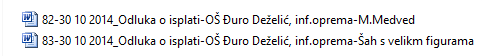 82-30 10 2014_Odluka o isplati-OŠ Đuro Deželić, inf.oprema-M.Medved
83-30 10 2014_Odluka o isplati-OŠ Đuro Deželić, inf.oprema-Šah s velikm figurama